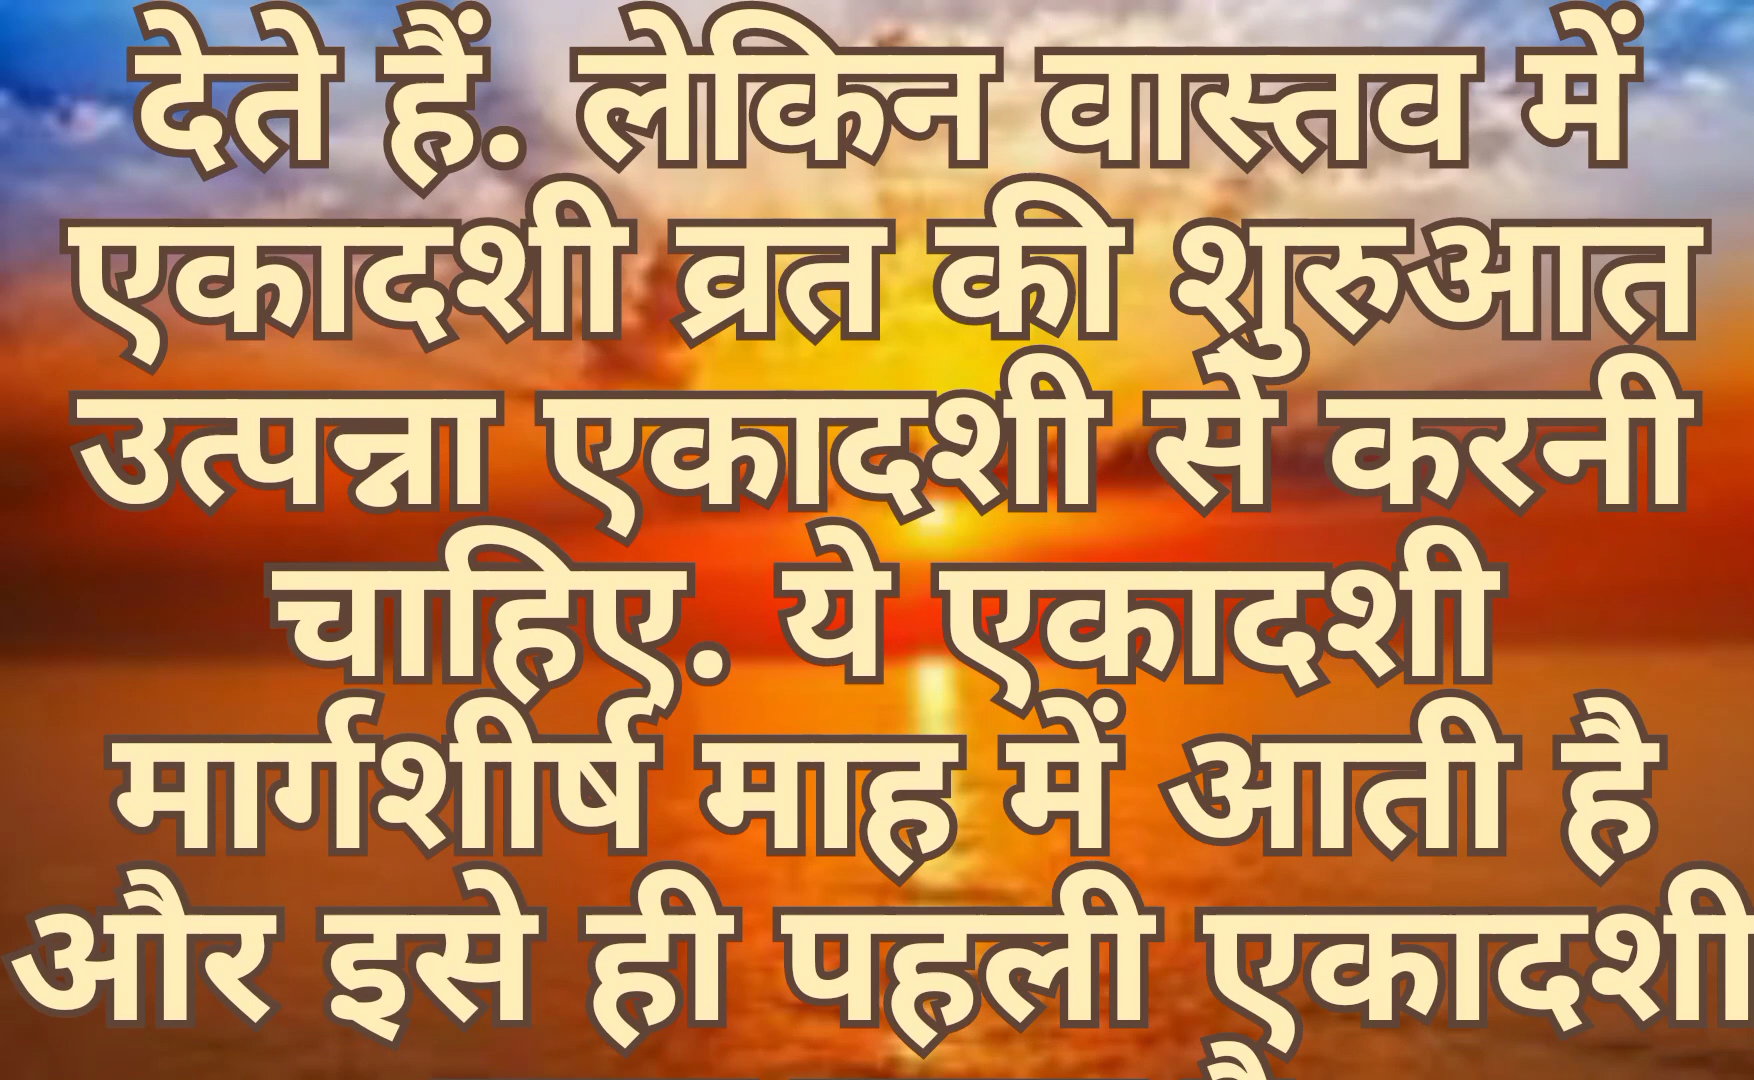 देते हैं. लेकिन वास्तव में
एकादशी व्रत की शुरुआत
उत्पन्ना एकादशी से करनी
चाहिए. ये एकादशी
मार्गशीर्ष माह में आती है
और इसे ही पहली एकादशी